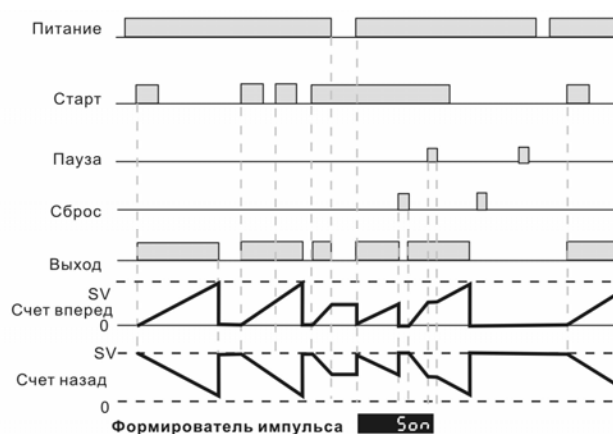 Питание
Старт
Пауза
Сброс
Выход
SV
Счет вперед
0
SV
Счет назад
0
Формирователь импульса Son